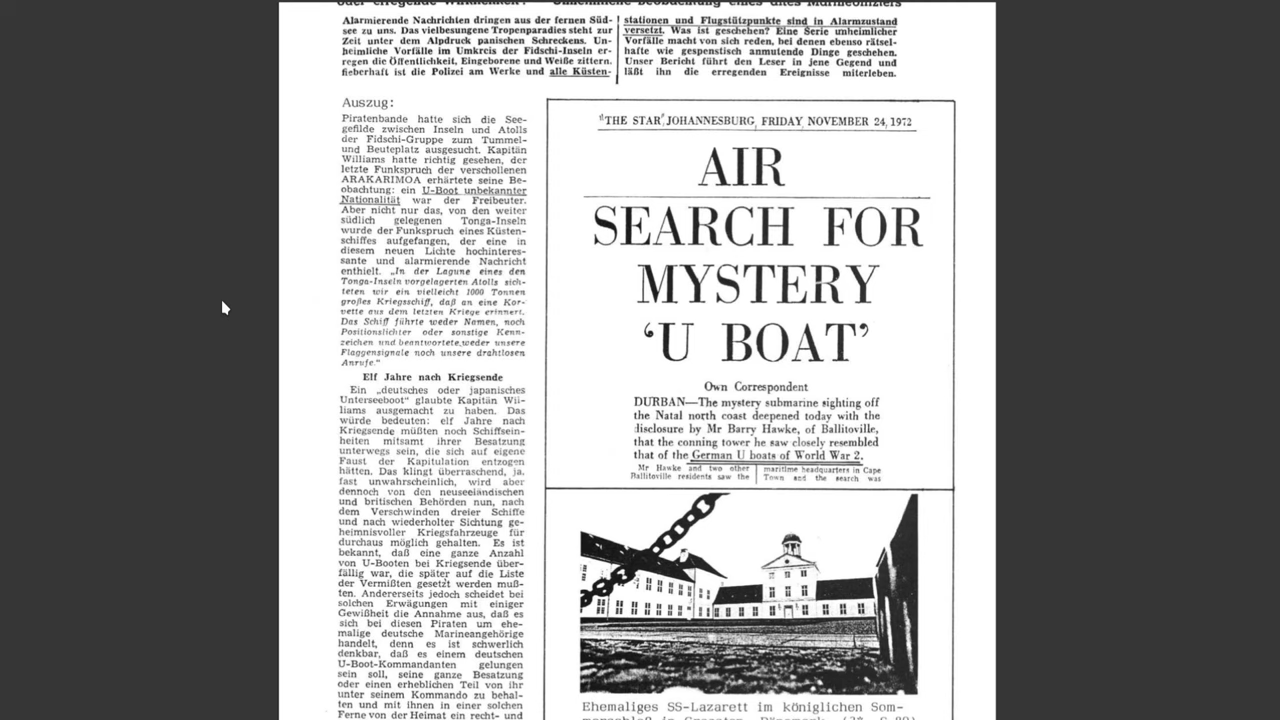 Alarmierende Nachrichten dringen aus der fernen Süd-
see zu uns. Das vielbesungene Tropenparadies steht zur
Zeit unter dem Alpdruck panischen Schreckens. Un-
heimliche Vorfälle im Umkreis der Fidschi-Inseln er-
regen die Öffentlichkeit, Eingeborene und Weiße zittern.
fieberhaft ist die Polizei am Werke und alle Küsten-
stationen und Flugstützpunkte sind in Alarmzustand
versetzt. Was ist geschehen? Eine Serie unheimlicher
Vorfälle macht von sich reden, bei denen ebenso rätsel-
hafte wie gespenstisch anmutende Dinge geschehen.
Unser Bericht führt den Leser in jene Gegend und
läßt ihn die erregenden Ereignisse miterleben.
Auszug:
Piratenbande hatte sich die See-
gefilde zwischen Inseln und Atolls
der Fidschi-Gruppe zum Tummel-
und Beuteplatz ausgesucht. Kapitän
Williams hatte richtig gesehen, der
letzte Funkspruch der verschollenen
ARAKARIMOA erhärtete seine Be-
obachtung: ein U-Boot unbekannter
Nationalität war der Freibeuter.
Aber nicht nur das, von den weiter
südlich gelegenen Tonga-Inseln
wurde der Funkspruch eines Küsten-
schiffes aufgefangen, der eine in
diesem neuen Lichte hochinteres-
sante und alarmierende Nachricht
enthielt. „In der Lagune eines den
Tonga-Inseln vorgelagerten Atolls sich-
teten wir ein vielleicht 1000 Tonnen
großes Kriegsschiff, daß an eine Kor-
vette aus dem letzten Kriege erinnert.
Das Schiff führte weder Namen, noch
Positionslichter oder sonstige Kenn-
zeichen und beantwortete weder unsere
Flaggensignale noch unsere drahtlosen
Anrufe.“
Elf Jahre nach Kriegsende
Ein „deutsches oder japanisches
Unterseeboot“ glaubte Kapitän Wil-
liams ausgemacht zu haben. Das
würde bedeuten: elf Jahre nach
Kriegsende müßten noch Schiffsein-
heiten mitsamt ihrer Besatzung
unterwegs sein, die sich auf eigene
Faust der Kapitulation entzogen
hätten. Das klingt überraschend, ja,
fast unwahrscheinlich, wird aber
dennoch von den neuseeländischen
und britischen Behörden nun, nach
dem Verschwinden dreier Schiffe
und nach wiederholter Sichtung ge-
heimnisvoller Kriegsfahrzeuge für
durchaus möglich gehalten. Es ist
bekannt, daß eine ganze Anzahl
von U-Booten bei Kriegsende über-
fällig war, die später auf die Liste
der Vermißten gesetzt werden muß-
ten. Andererseits jedoch scheidet bei
solchen Erwägungen mit einiger
Gewißheit die Annahme aus, daß es
sich bei diesen Piraten um ehe-
malige deutsche Marineangehörige
handelt, denn es ist schwerlich
denkbar, daß es einem deutschen
U-Boot-Kommandanten gelungen
sein soll, seine ganze Besatzung
oder einen erheblichen Teil von ihr
unter seinem Kommando zu behal-
ten und mit ihnen in einer solchen
Ferne von der Heimat ein recht- und
"THE STAR", JOHANNESBURG, FRIDAY, NOVEMBER 24, 1972
AIR
SEARCH FOR
MYSTERY
‘U BOAT’
Own Correspondent
DURBAN—The mystery submarine sighting off
the Natal north coast deepened today with the
disclosure by Mr Barry Hawke, of Ballitoville,
that the conning tower he saw closely resembled
that of the German U boats of World War 2.
Mr Hawke and two other
Ballitoville residents saw the
maritime headquarters in Cape
Town and the search was
Ehemaliges SS-Lazarett im königlichen Som-